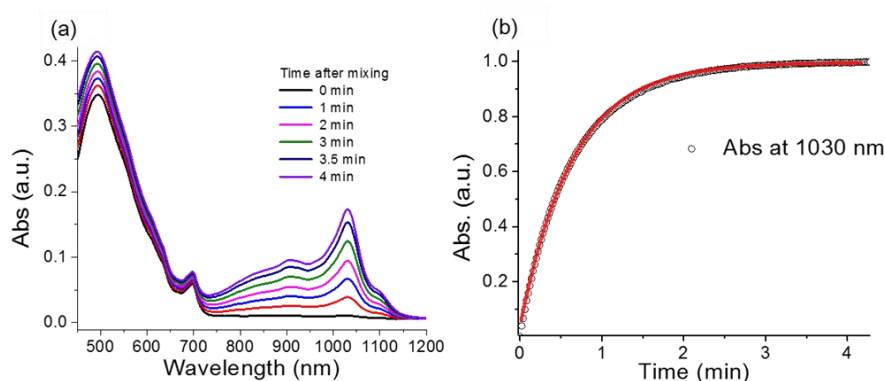 (a)
Time after mixing
0 min
1 min
2 min
3 min
3.5 min
4 min
0.4
0.3
0.2
0.1
0.0
Abs (a.u.)
500 600 700 800 900 1000 1100 1200
Wavelength (nm)
(b)
1.0
0.8
0.6
0.4
0.2
Abs. (a.u.)
Abs at 1030 nm
0 1 2 3 4
Time (min)